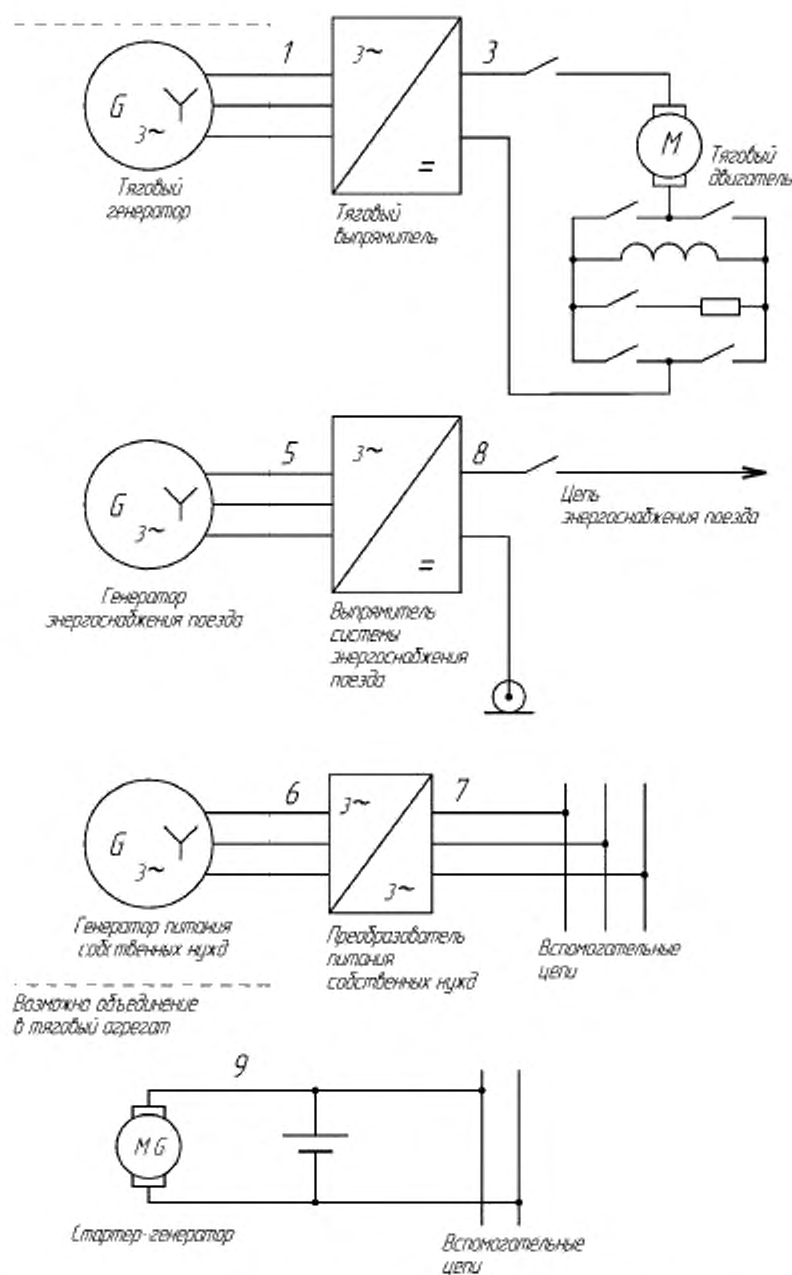 1
3~
3
G
3~
=
M
Тяговый
двигатель
Тяговый
генератор
Тяговый
выпрямитель
5
3~
8
G
3~
=
Цепь
энергоснабжения поезда
Генератор
энергоснабжения поезда
Выпрямитель
системы
энергоснабжения
поезда
6
3~
7
G
3~
3~
Генератор питания
собственных нужд
Преобразователь
питания
собственных нужд
Вспомогательные
цепи
Возможно объединение
в тяговый агрегат
9
M G
Стартер-генератор
Вспомогательные
цепи